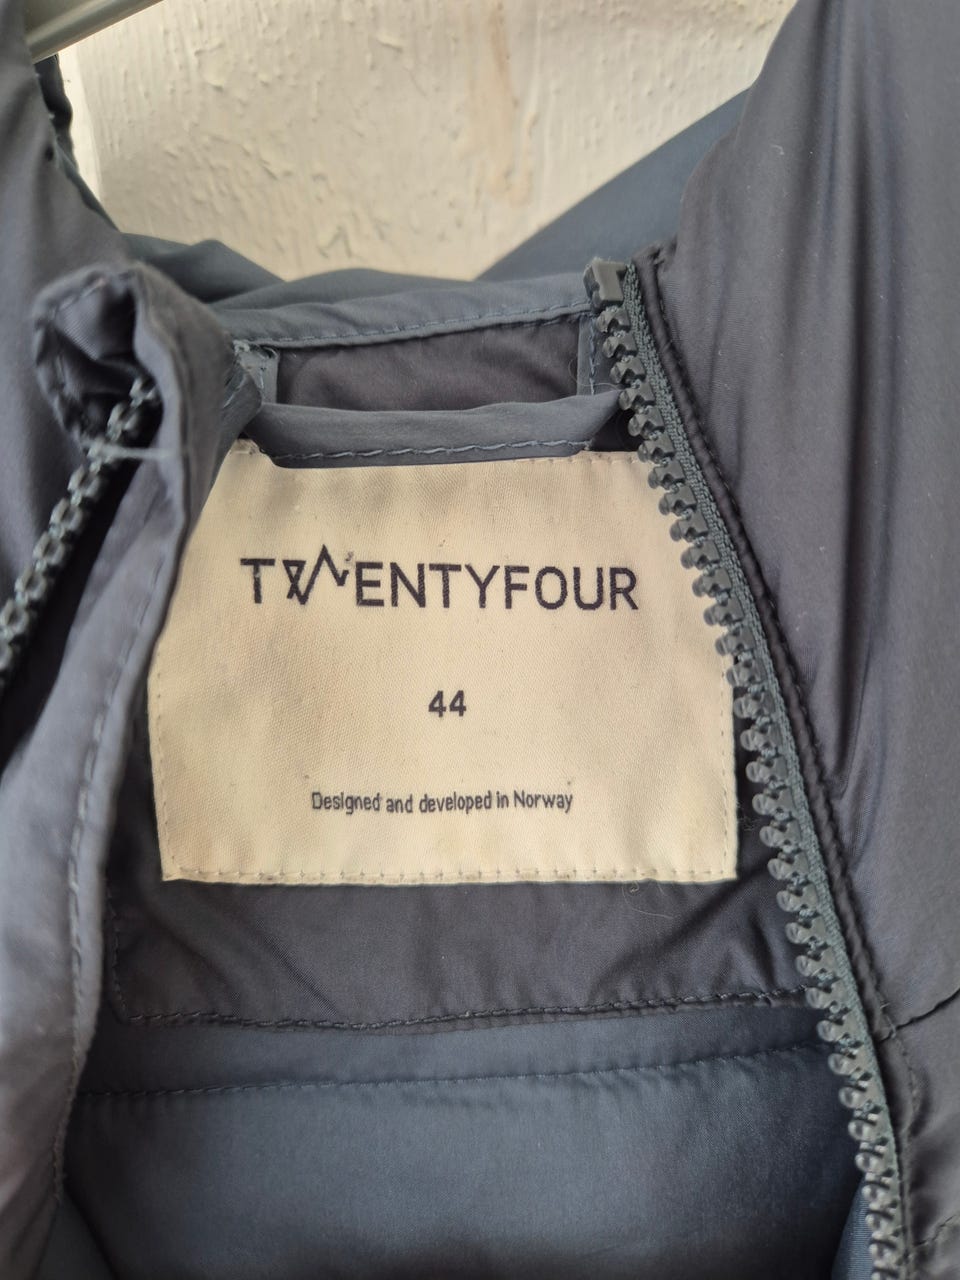 TWENTYFOUR
44
Designed and developed in Norway